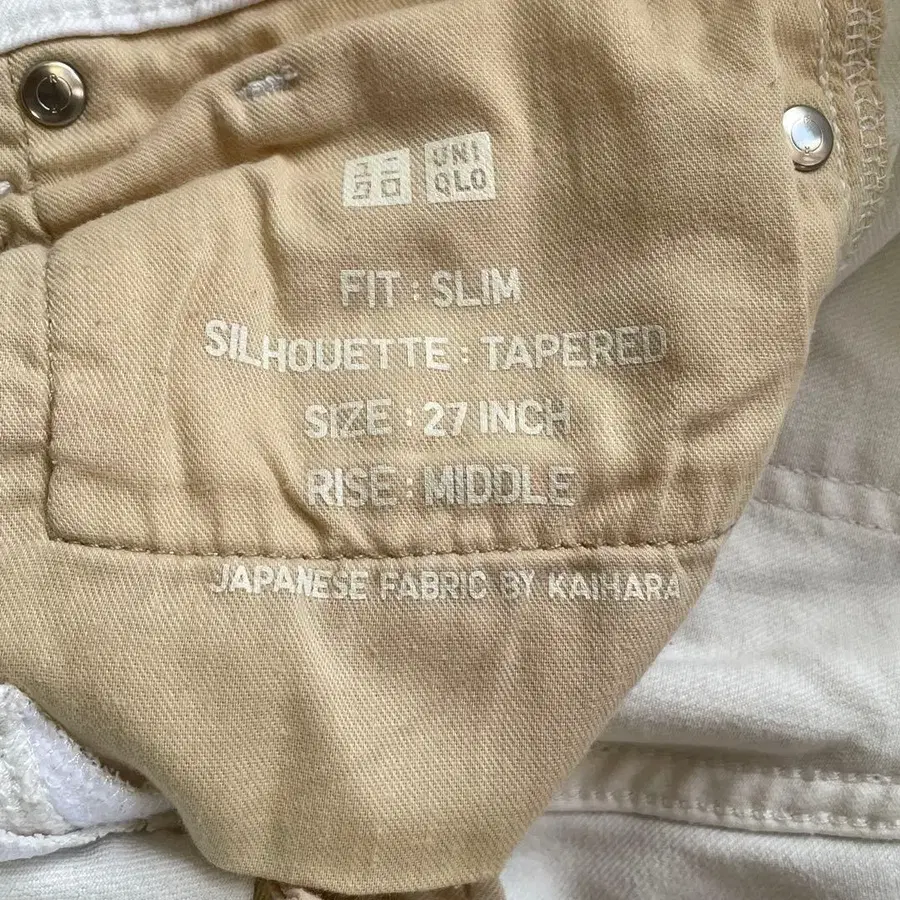 ユニ UNI
クロ QLO
FIT : SLIM
SILHOUETTE : TAPERED
SIZE : 27 INCH
RISE : MIDDLE
JAPANESE FABRIC BY KAIHARA